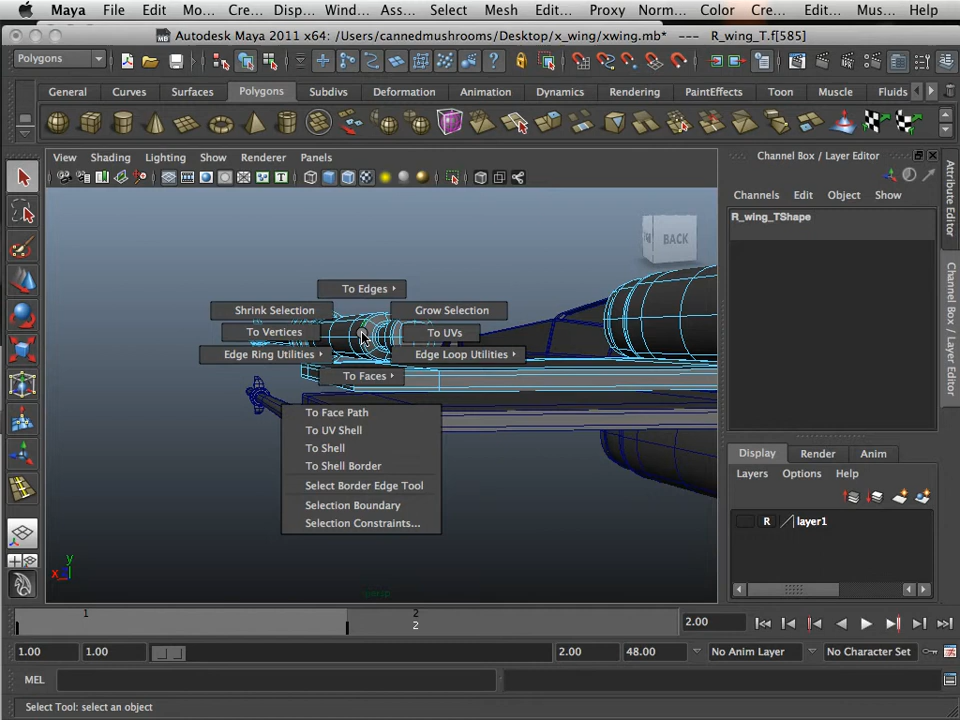 Maya File Edit Mo... Cre... Disp... Win... Ass... Select Mesh Edit... Proxy Norm... Color Cre... Edit... Mus... Help
Autodesk Maya 2011 x64: /Users/cannedmushrooms/Desktop/x_wing/xwing.mb* --- R_wing_T.f[585]
Polygons
General Curves Surfaces Polygons Subdivs Deformation Animation Dynamics Rendering PaintEffects Toon Muscle Fluids
View Shading Lighting Show Renderer Panels
Channel Box / Layer Editor
Channels Edit Object Show
R_wing_TShape
Attribute Editor
Channel Box / Layer Editor
BACK
To Edges
Shrink Selection Grow Selection
To Vertices To UVs
Edge Ring Utilities Edge Loop Utilities
To Faces
To Face Path
To UV Shell
To Shell
To Shell Border
Select Border Edge Tool
Selection Boundary
Selection Constraints...
Display Render Anim
Layers Options Help
R layer1
y
x
persp
1 2
2
2.00
1.00 1.00 2.00 48.00 No Anim Layer No Character Set
MEL
Select Tool: select an object